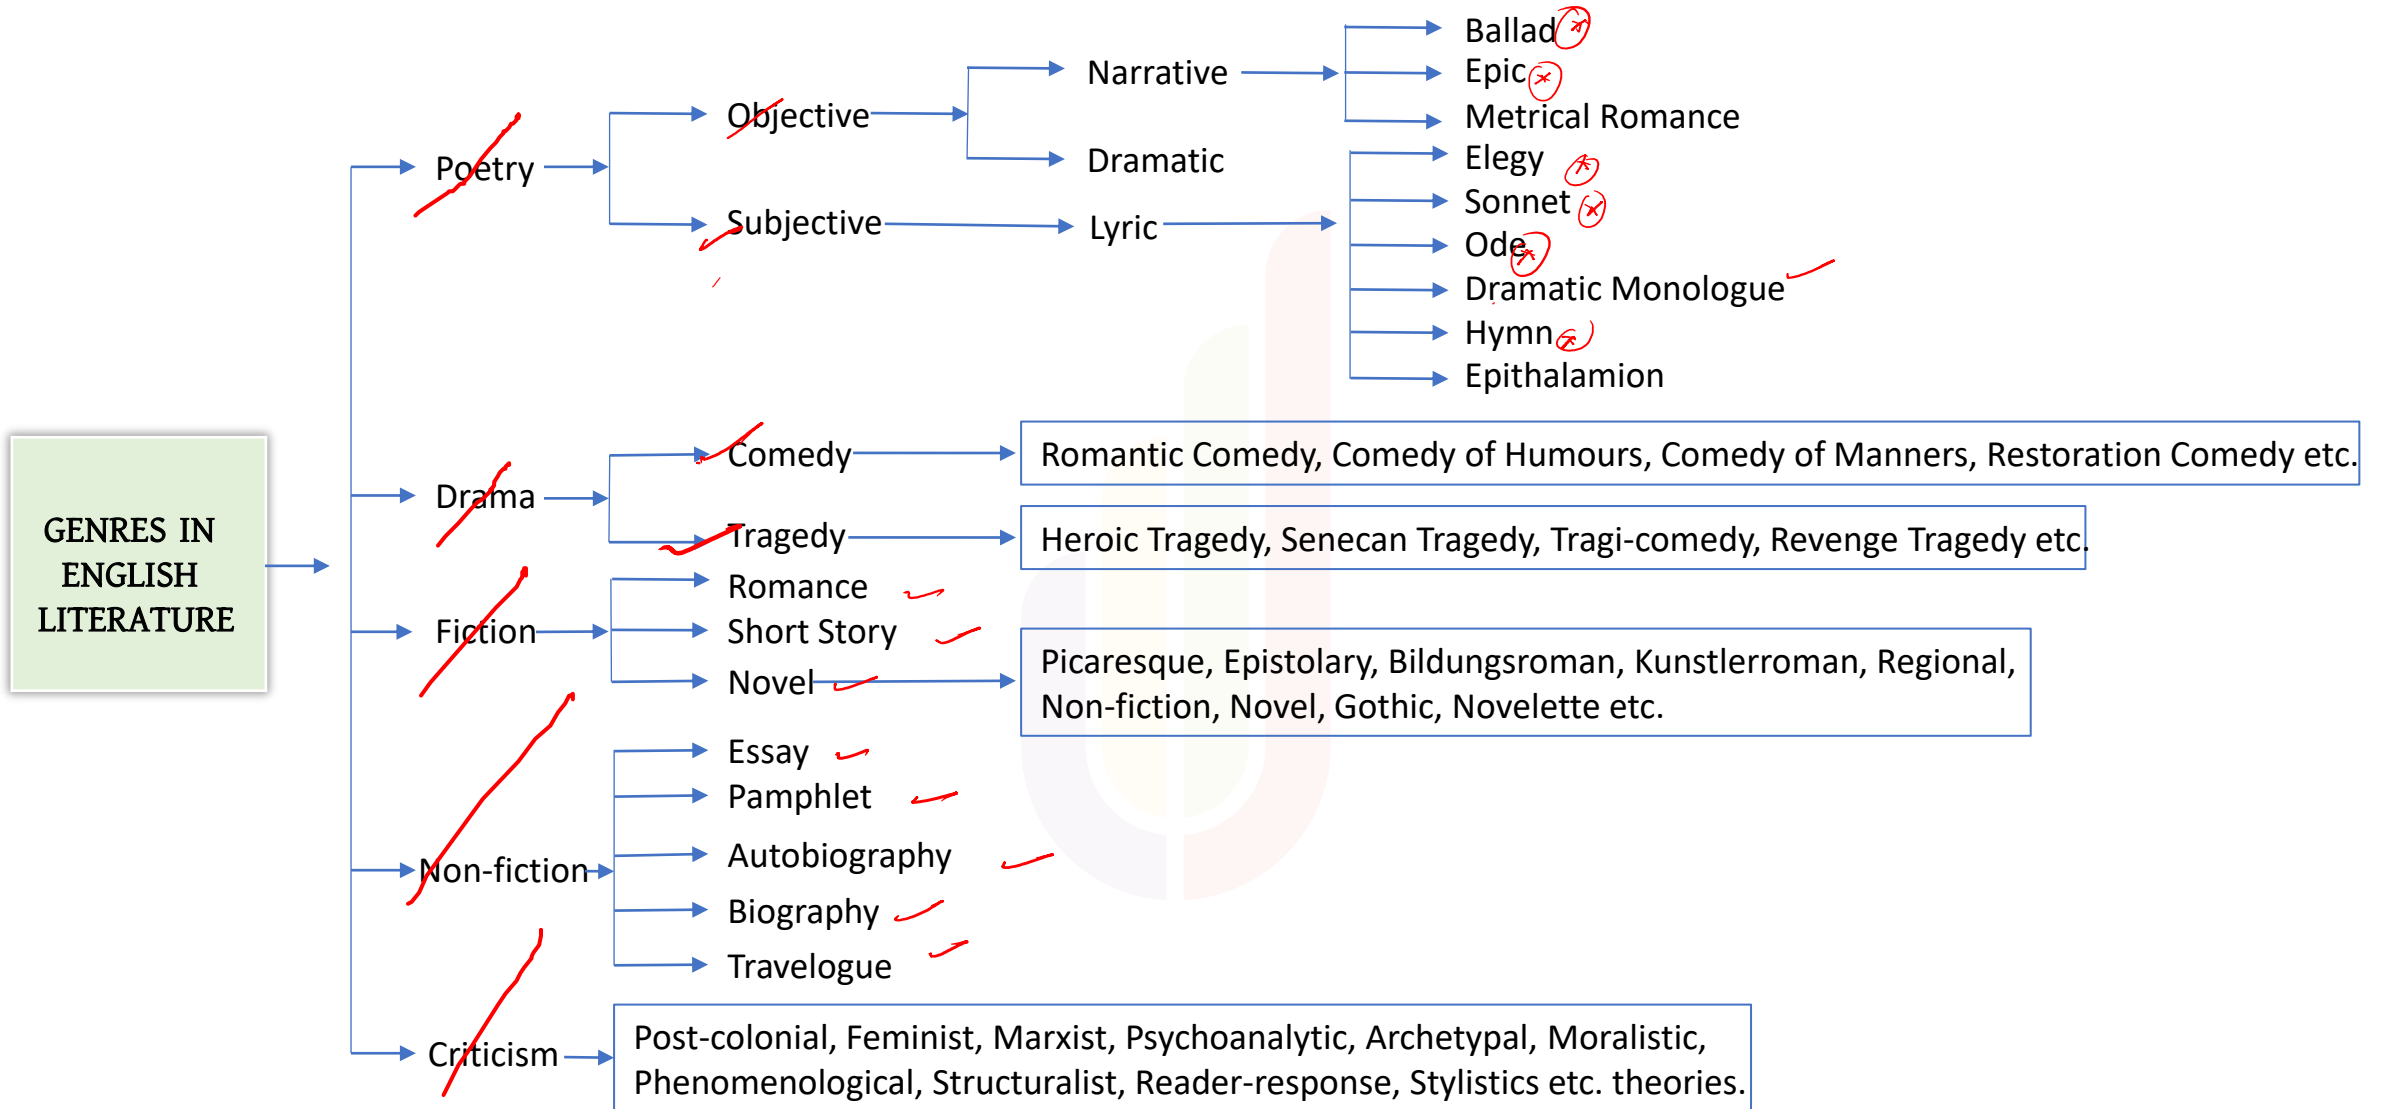 GENRES IN
ENGLISH
LITERATURE
Poetry
Objective
Narrative
Ballad
Epic
Metrical Romance
Dramatic
Subjective
Lyric
Elegy
Sonnet
Ode
Dramatic Monologue
Hymn
Epithalamion
Drama
Comedy
Romantic Comedy, Comedy of Humours, Comedy of Manners, Restoration Comedy etc.
Tragedy
Heroic Tragedy, Senecan Tragedy, Tragi-comedy, Revenge Tragedy etc.
Fiction
Romance
Short Story
Novel
Picaresque, Epistolary, Bildungsroman, Kunstlerroman, Regional,
Non-fiction, Novel, Gothic, Novelette etc.
Non-fiction
Essay
Pamphlet
Autobiography
Biography
Travelogue
Criticism
Post-colonial, Feminist, Marxist, Psychoanalytic, Archetypal, Moralistic,
Phenomenological, Structuralist, Reader-response, Stylistics etc. theories.